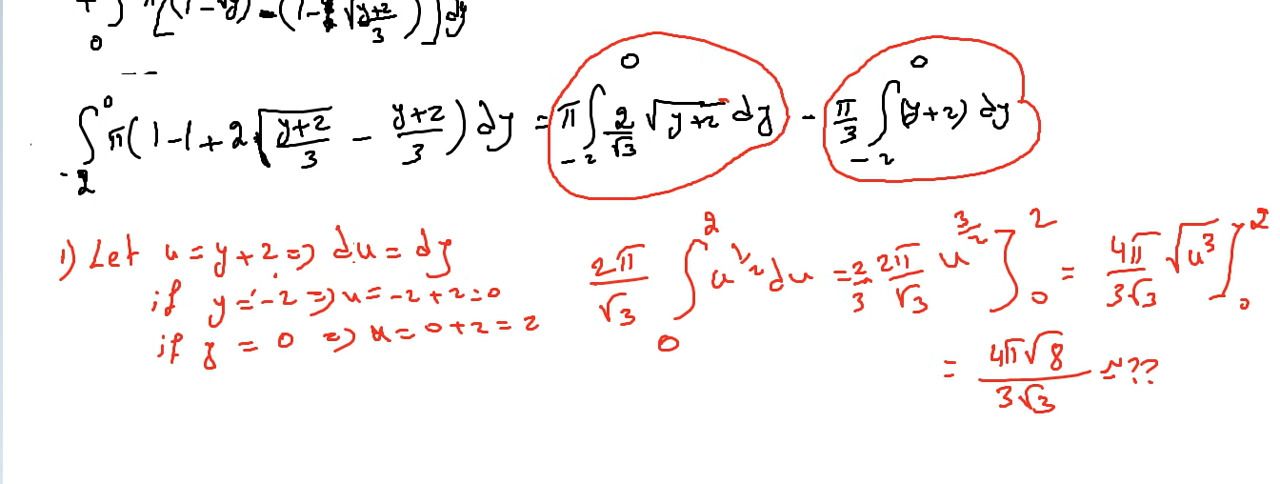 + ∫₀ π[(1-√y) - (1-√((y+2)/3))] dy
∫₋₂⁰ π(1-1+2√((y+2)/3) - (y+2)/3) dy = π∫₋₂⁰ (2/√3) √(y+2) dy - (π/3) ∫₋₂⁰ (y+2) dy
1) Let u = y+2 => du = dy
if y = -2 => u = -2+2 = 0
if y = 0 => u = 0+2 = 2
(2π/√3) ∫₀² u^(1/2) du = (2/3) (2π/√3) u^(3/2) ]₀² = (4π/(3√3)) √(u³) ]₀²
= (4π√8)/(3√3) ≈ ??